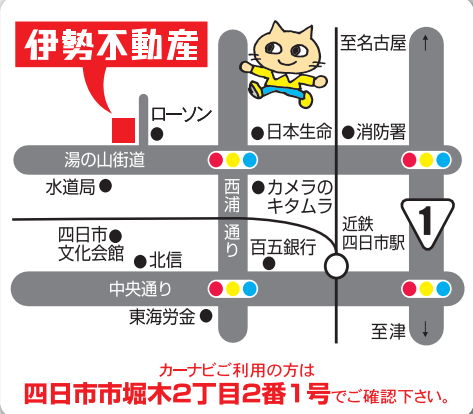 伊勢不動産
至名古屋
↑
ローソン
日本生命
消防署
湯の山街道
水道局
西浦通り
カメラの
キタムラ
1
近鉄
四日市駅
四日市
文化会館
北信
百五銀行
中央通り
東海労金
至津
↓
カーナビご利用の方は
四日市市堀木2丁目2番1号でご確認下さい。